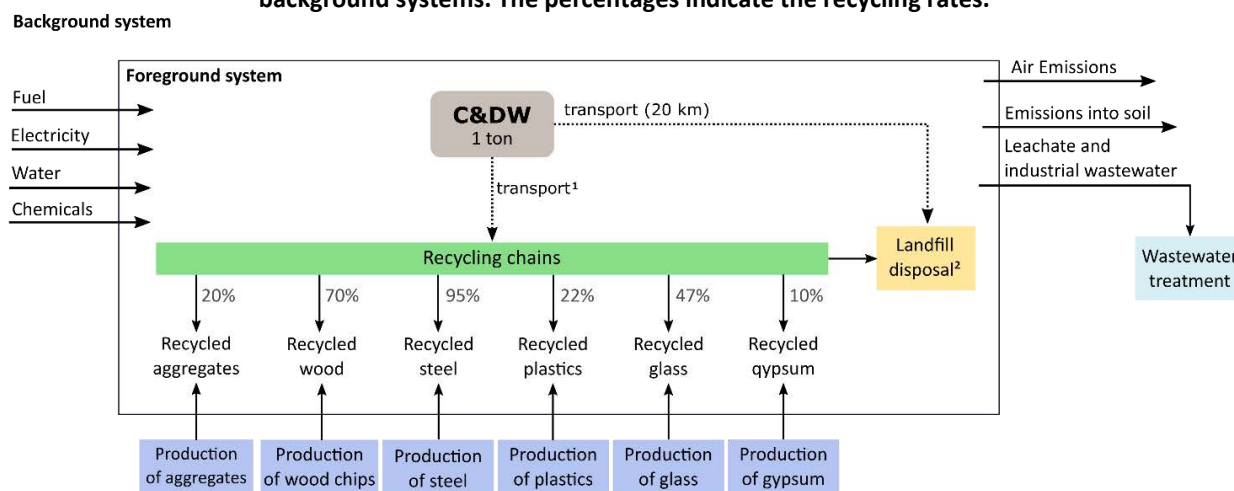 background systems. The percentages indicate the recycling rates.
Background system
Foreground system
Fuel
Electricity
Water
Chemicals
C&DW
1 ton
transport (20 km)
transport¹
Air Emissions
Emissions into soil
Leachate and
industrial wastewater
Recycling chains
Landfill
disposal²
Wastewater
treatment
20%
70%
95%
22%
47%
10%
Recycled
aggregates
Recycled
wood
Recycled
steel
Recycled
plastics
Recycled
glass
Recycled
qypsum
Production
of aggregates
Production
of wood chips
Production
of steel
Production
of plastics
Production
of glass
Production
of gypsum